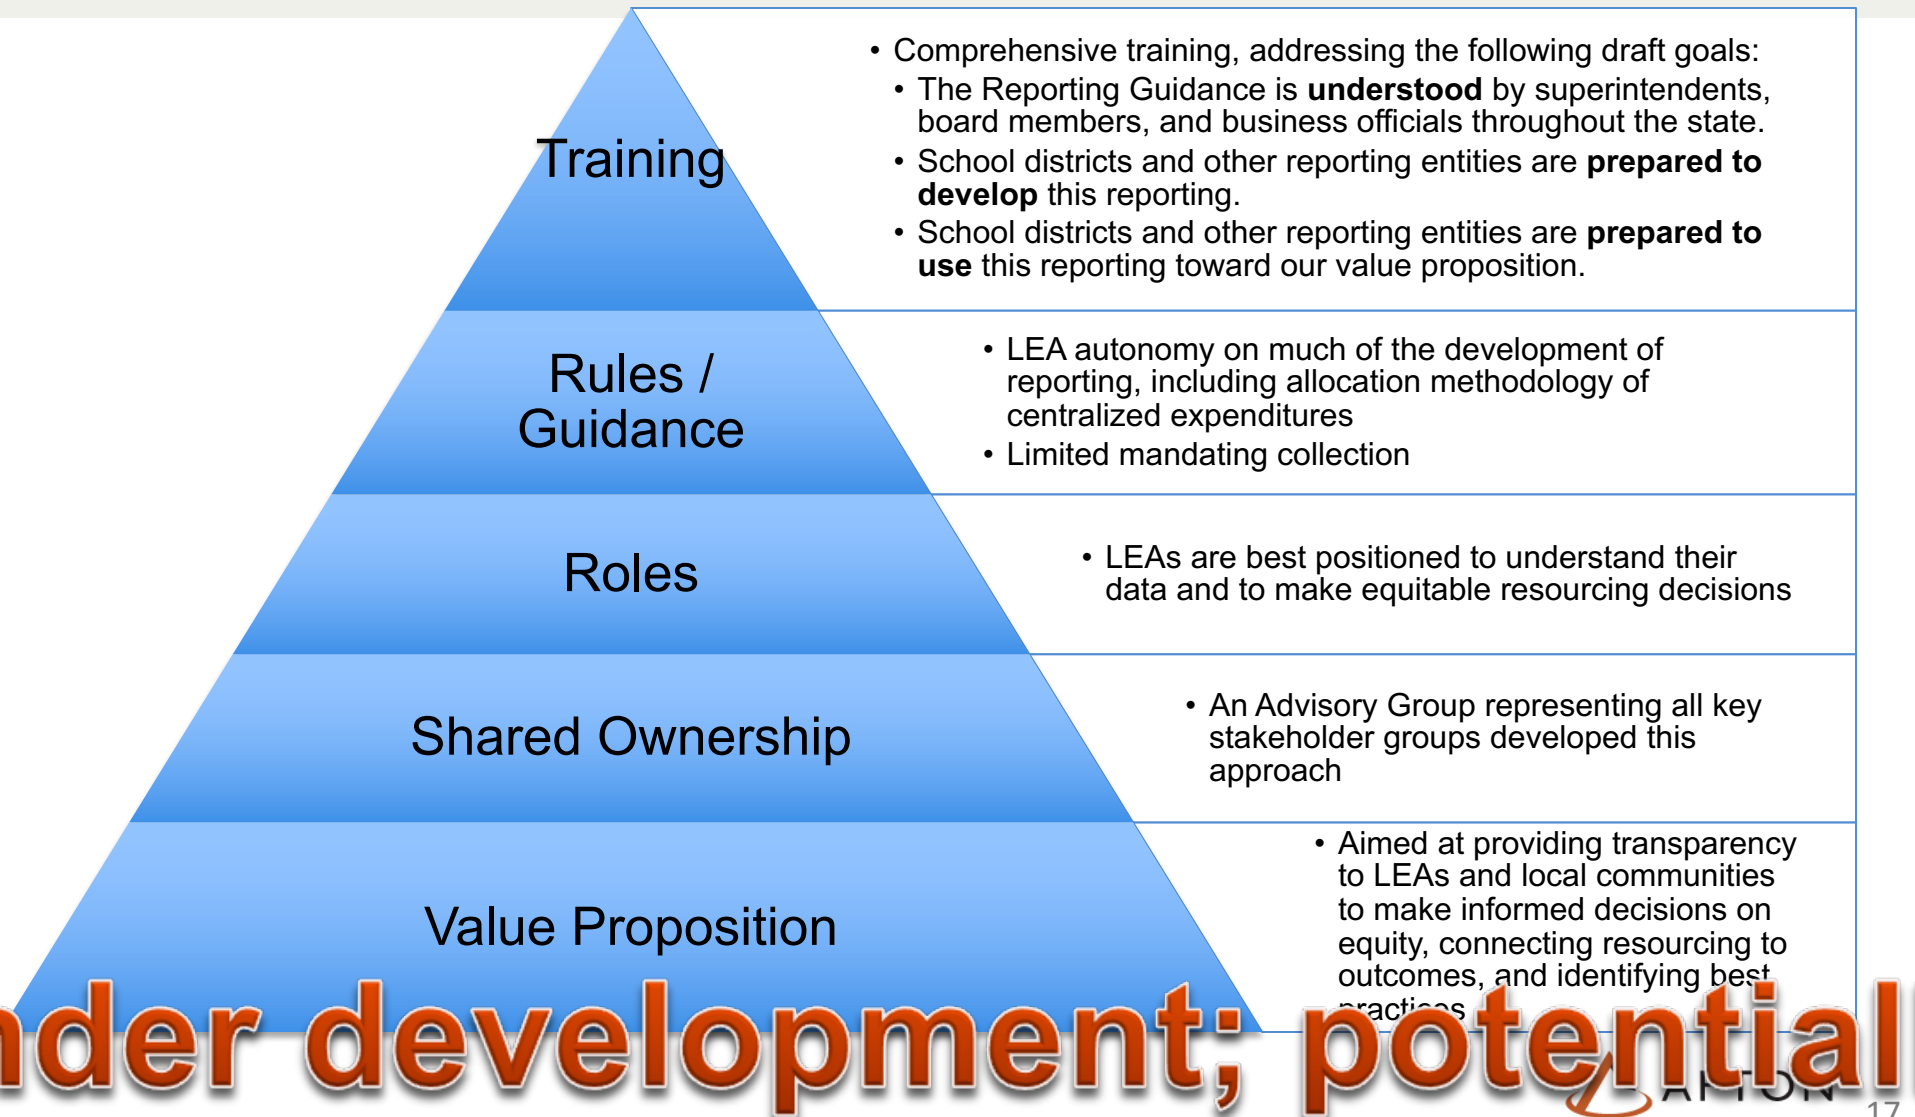 Training
• Comprehensive training, addressing the following draft goals:
• The Reporting Guidance is understood by superintendents,
board members, and business officials throughout the state.
• School districts and other reporting entities are prepared to
develop this reporting.
• School districts and other reporting entities are prepared to
use this reporting toward our value proposition.
Rules /
Guidance
• LEA autonomy on much of the development of
reporting, including allocation methodology of
centralized expenditures
• Limited mandating collection
Roles
• LEAs are best positioned to understand their
data and to make equitable resourcing decisions
Shared Ownership
• An Advisory Group representing all key
stakeholder groups developed this
approach
Value Proposition
• Aimed at providing transparency
to LEAs and local communities
to make informed decisions on
equity, connecting resourcing to
outcomes, and identifying best
practices
nder development; potentiall
AFTON
17